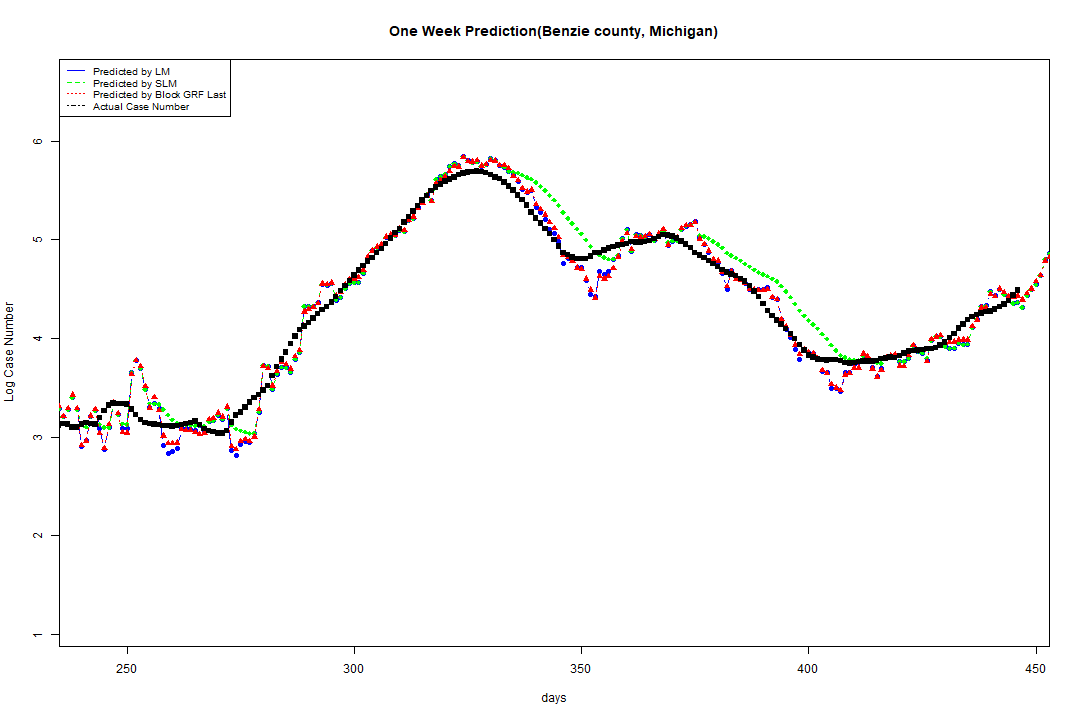 One Week Prediction(Benzie county, Michigan)
Predicted by LM
Predicted by SLM
Predicted by Block GRF Last
Actual Case Number
6
5
4
3
2
1
Log Case Number
250 300 350 400 450
days